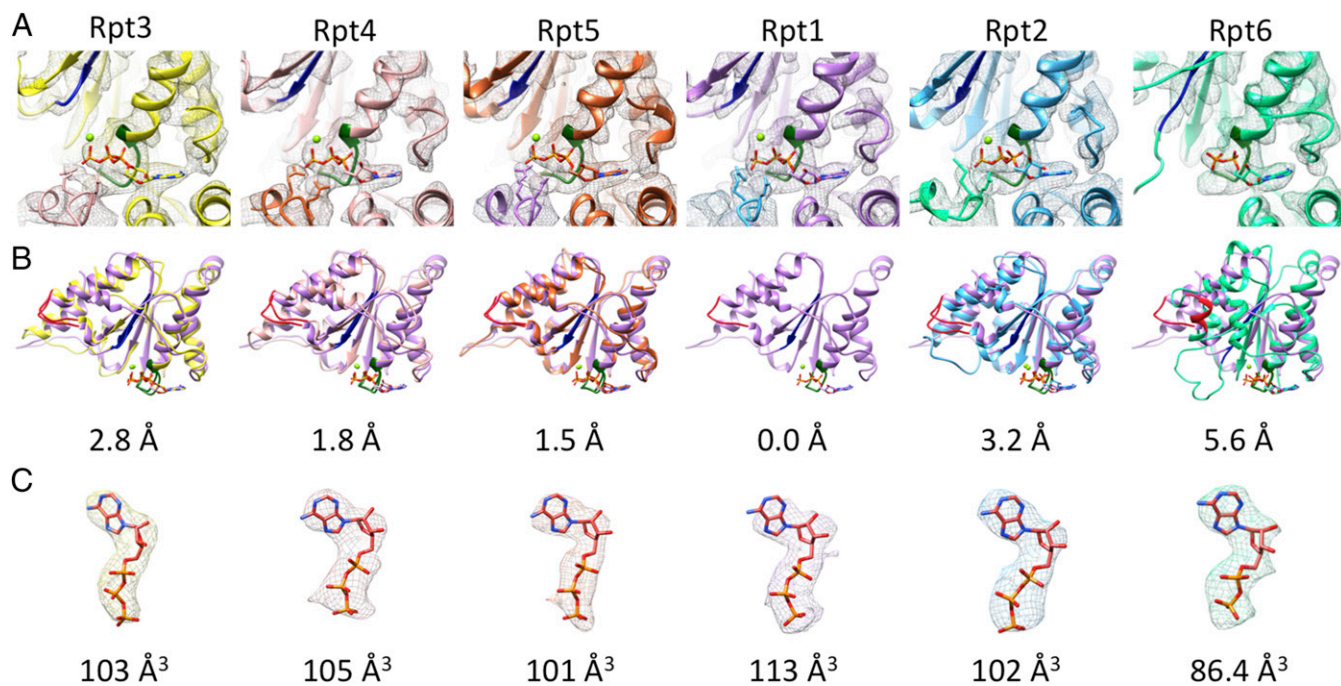 A Rpt3 Rpt4 Rpt5 Rpt1 Rpt2 Rpt6
B
2.8 Å 1.8 Å 1.5 Å 0.0 Å 3.2 Å 5.6 Å
C
103 Å³ 105 Å³ 101 Å³ 113 Å³ 102 Å³ 86.4 Å³